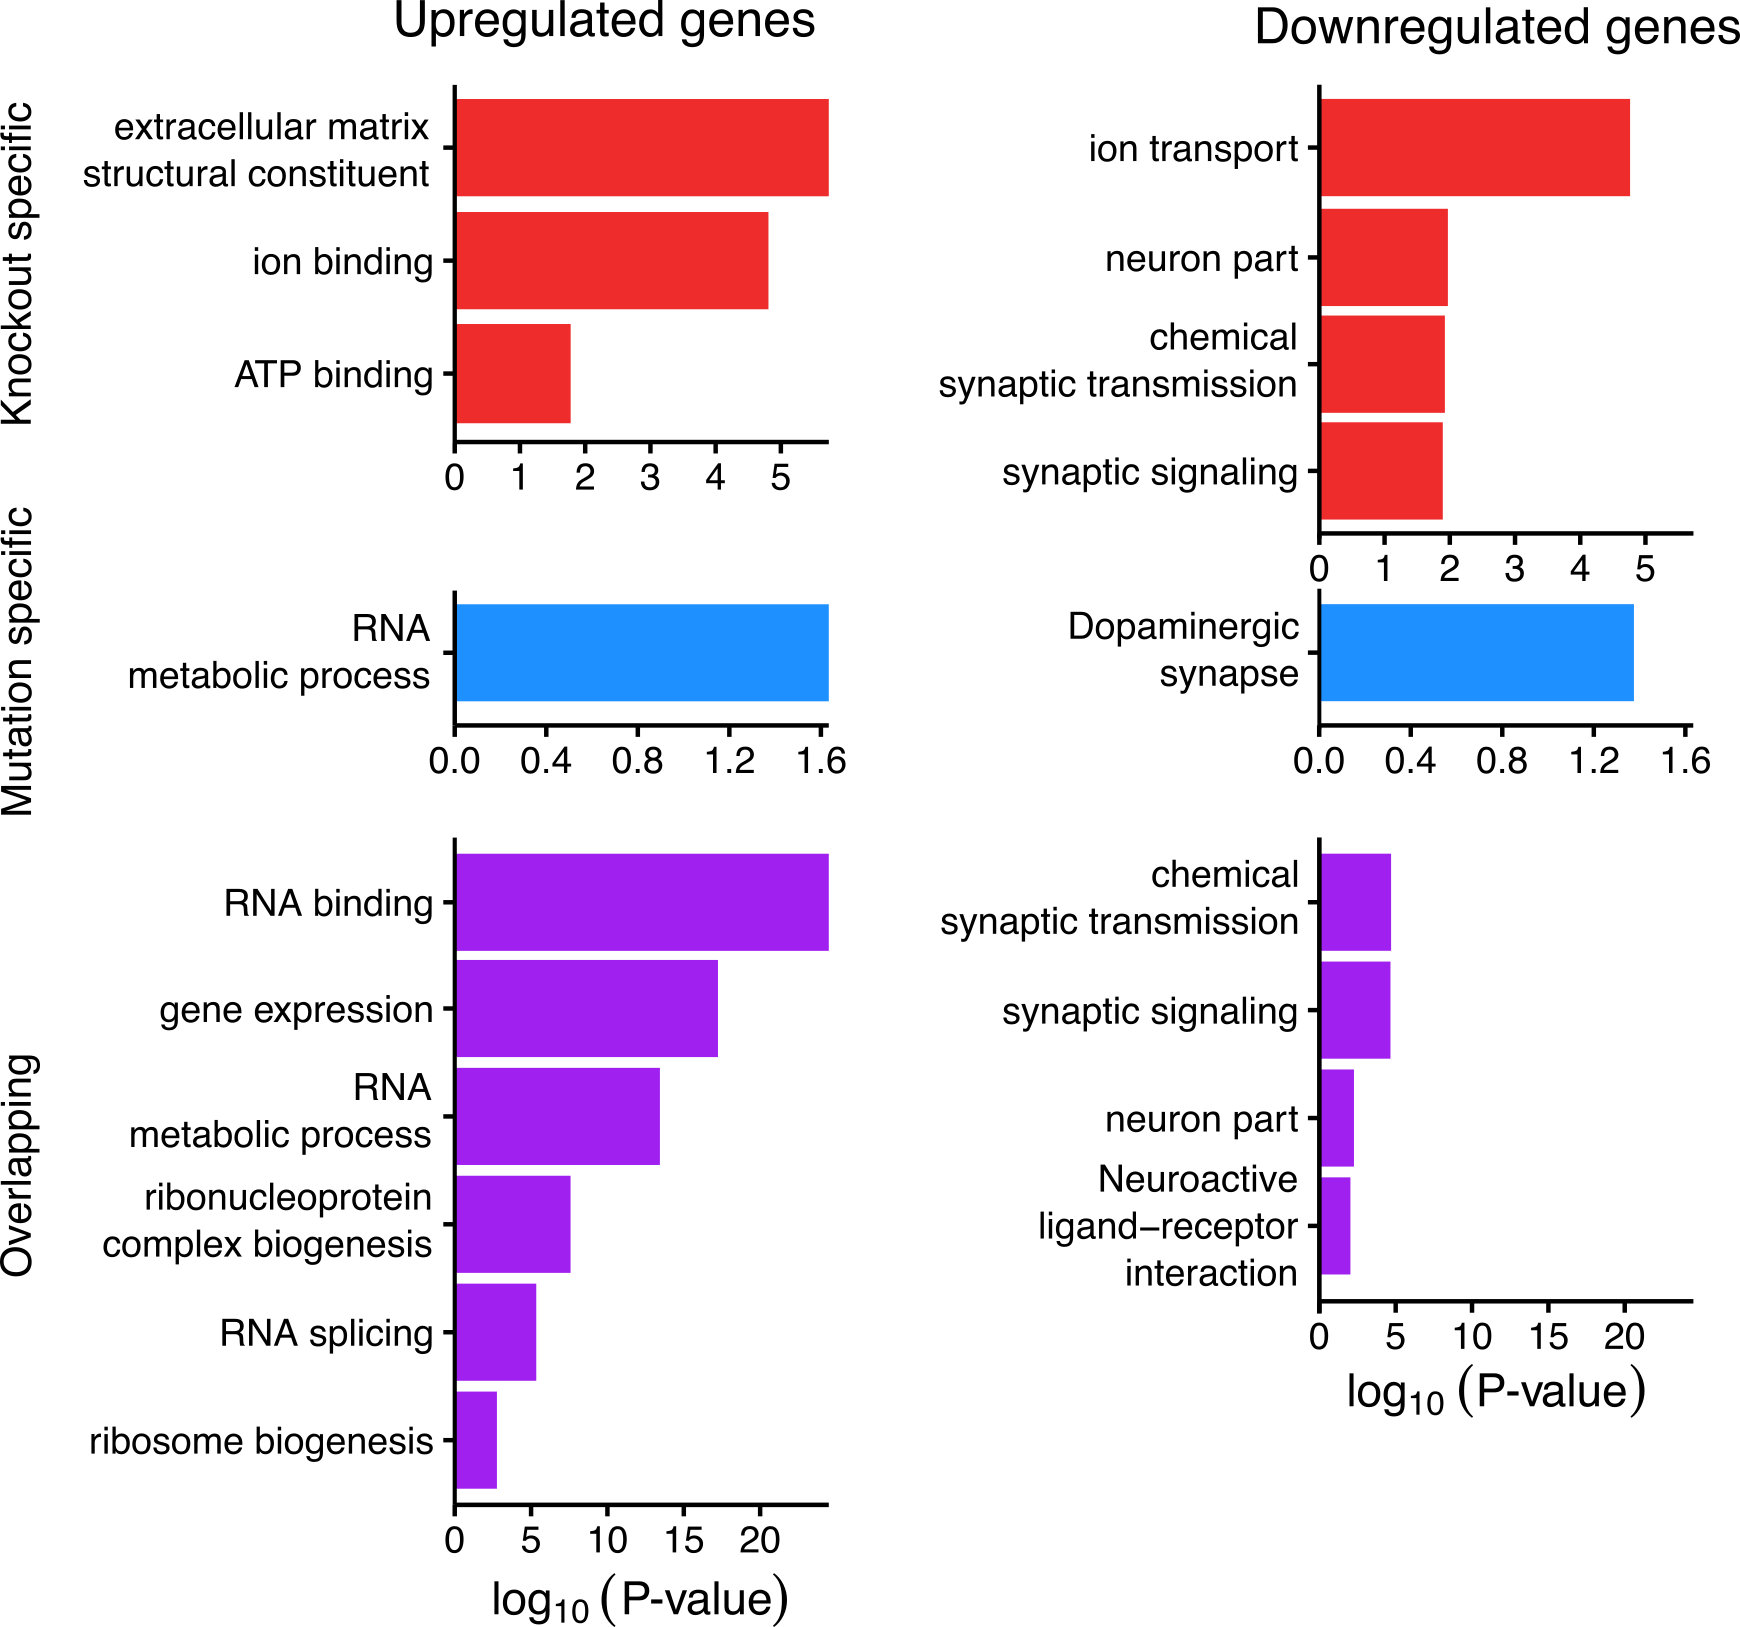 Upregulated genes
Downregulated genes
Knockout specific
extracellular matrix
structural constituent
ion binding
ATP binding
0 1 2 3 4 5
ion transport
neuron part
chemical
synaptic transmission
synaptic signaling
0 1 2 3 4 5
Mutation specific
RNA
metabolic process
0.0 0.4 0.8 1.2 1.6
Dopaminergic
synapse
0.0 0.4 0.8 1.2 1.6
Overlapping
RNA binding
gene expression
RNA
metabolic process
ribonucleoprotein
complex biogenesis
RNA splicing
ribosome biogenesis
0 5 10 15 20
log₁₀ (P-value)
chemical
synaptic transmission
synaptic signaling
neuron part
Neuroactive
ligand−receptor
interaction
0 5 10 15 20
log₁₀ (P-value)